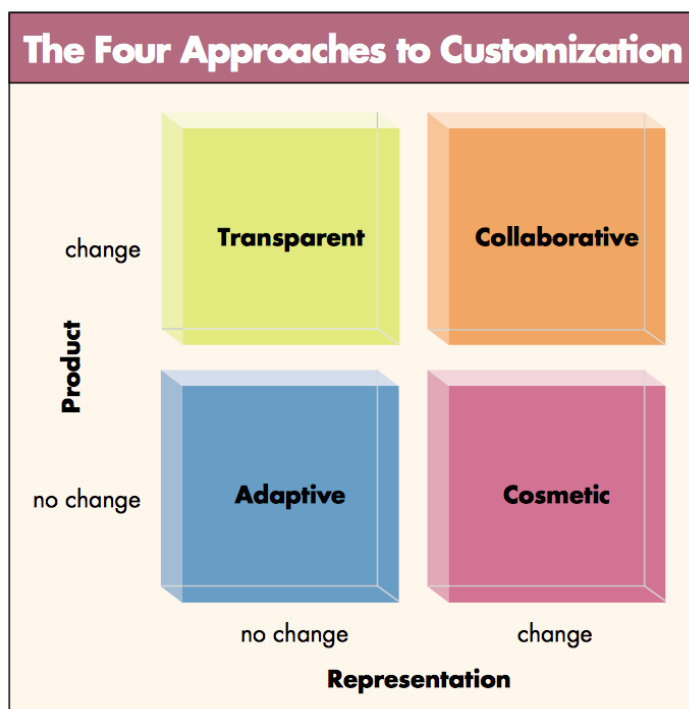 The Four Approaches to Customization
Transparent
Collaborative
change
Product
Adaptive
Cosmetic
no change
no change
change
Representation